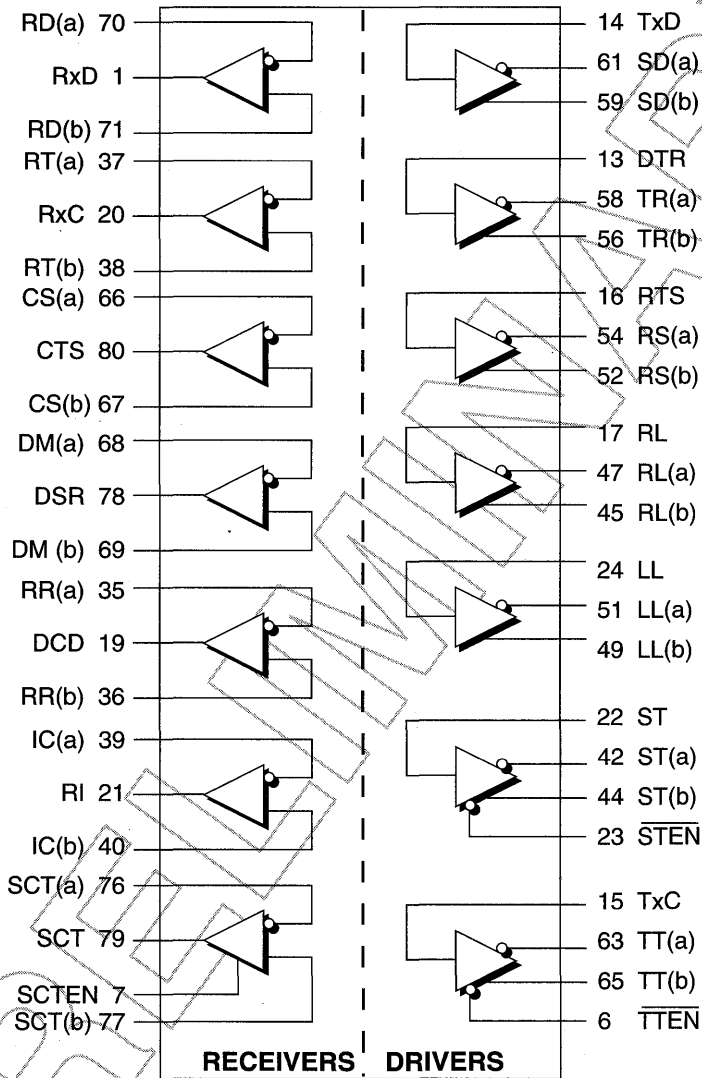 RD(a) 70
RxD 1
RD(b) 71
RT(a) 37
RxC 20
RT(b) 38
CS(a) 66
CTS 80
CS(b) 67
DM(a) 68
DSR 78
DM (b) 69
RR(a) 35
DCD 19
RR(b) 36
IC(a) 39
RI 21
IC(b) 40
SCT(a) 76
SCT 79
SCTEN 7
SCT(b) 77
14 TxD
61 SD(a)
59 SD(b)
13 DTR
58 TR(a)
56 TR(b)
16 RTS
54 RS(a)
52 RS(b)
17 RL
47 RL(a)
45 RL(b)
24 LL
51 LL(a)
49 LL(b)
22 ST
42 ST(a)
44 ST(b)
23 STEN
15 TxC
63 TT(a)
65 TT(b)
6 TTEN
RECEIVERS DRIVERS